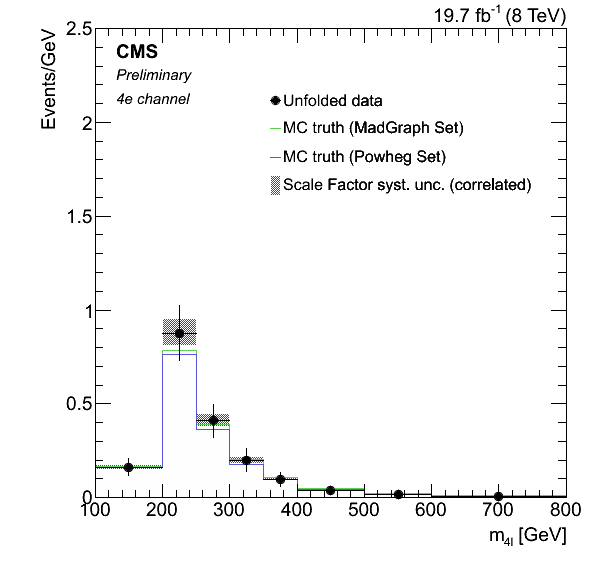 19.7 fb-1 (8 TeV)
Events/GeV
CMS
Preliminary
4e channel
Unfolded data
MC truth (MadGraph Set)
MC truth (Powheg Set)
Scale Factor syst. unc. (correlated)
2.5
2
1.5
1
0.5
0
100 200 300 400 500 600 700 800
m4l [GeV]